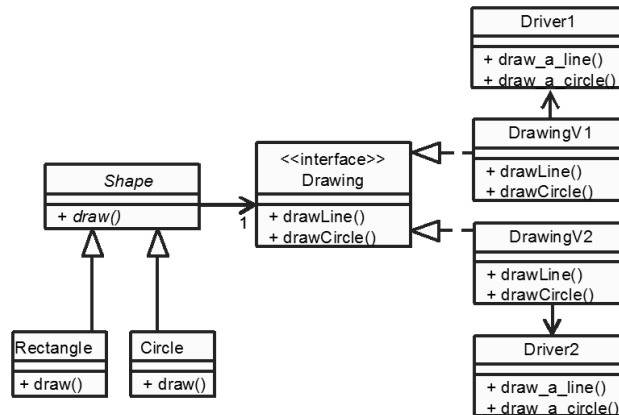 Driver1
+ draw_a_line()
+ draw_a_circle()
<<interface>>
Drawing
+ drawLine()
+ drawCircle()
DrawingV1
+ drawLine()
+ drawCircle()
Shape
+ draw()
1
DrawingV2
+ drawLine()
+ drawCircle()
Rectangle
+ draw()
Circle
+ draw()
Driver2
+ draw_a_line()
+ draw_a_circle()